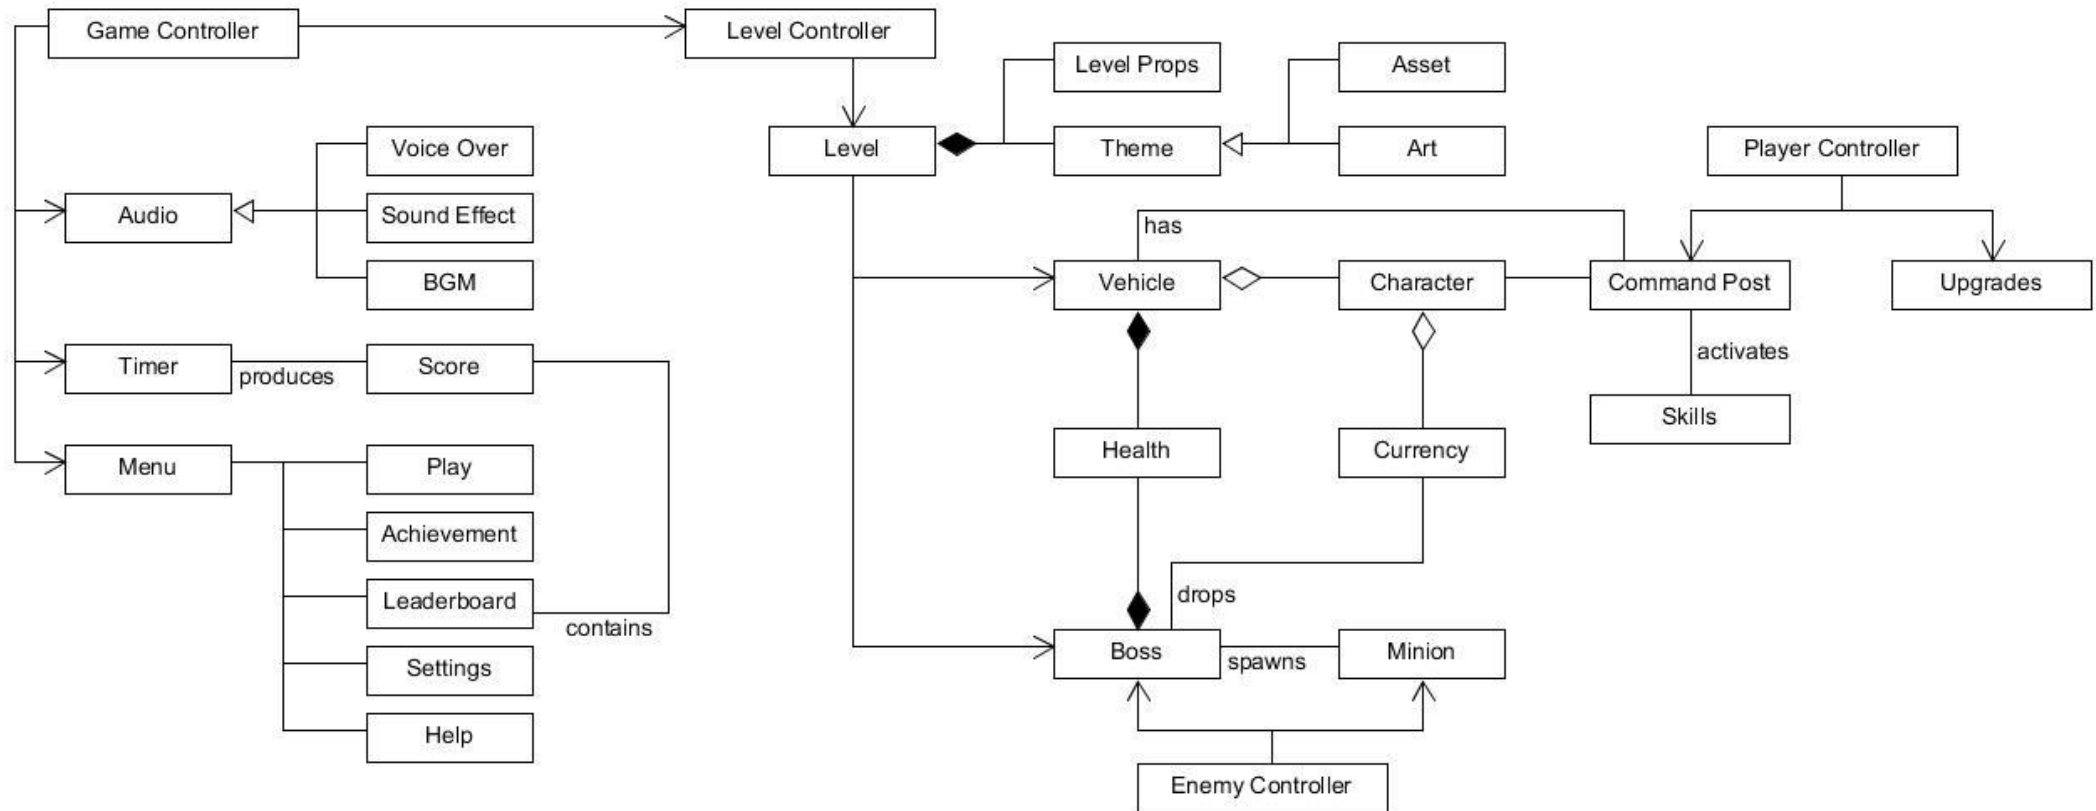 Game Controller
Level Controller
Level Props
Asset
Voice Over
Level
Theme
Art
Player Controller
Audio
Sound Effect
has
BGM
Vehicle
Character
Command Post
Upgrades
Timer
produces
Score
activates
Skills
Menu
Play
Health
Currency
Achievement
Leaderboard
contains
drops
Settings
Boss
spawns
Minion
Help
Enemy Controller